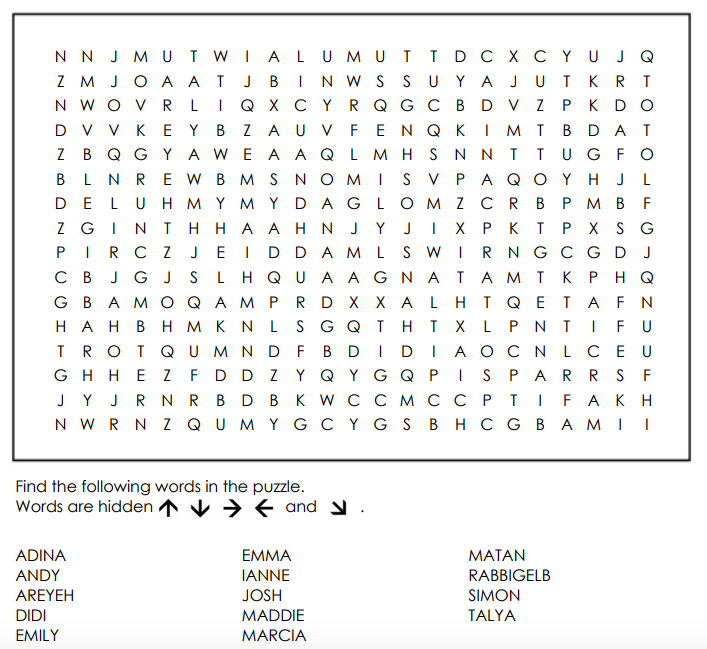 N N J M U T W I A L U M U T T D C X C Y U J Q
Z M J O A A T J B I N W S S U Y A J U T K R T
N W O V R L I Q X C Y R Q G C B D V Z P K D O
D V V K E Y B Z A U V F E N Q K I M T B D A T
Z B Q G Y A W E A A Q L M H S N N T T U G F O
B L N R E W B M S N O M I S V P A Q O Y H J L
D E L U H M Y M Y D A G L O M Z C R B P M B F
Z G I N T H H A A H N J Y J I X P K T P X S G
P I R C Z J E I D D A M L S W I R N G C G D J
C B J G J S L H Q U A A G N A T A M T K P H Q
G B A M O Q A M P R D X X A L H T Q E T A F N
H A H B H M K N L S G Q T H T X L P N T I F U
T R O T Q U M N D F B D I D I A O C N L C E U
G H H E Z F D D Z Y Q Y G Q P I S P A R R S F
J Y J R N R B D B K W C C M C C P T I F A K H
N W R N Z Q U M Y G C Y G S B H C G B A M I I
Find the following words in the puzzle.
Words are hidden ↑ ↓ → ← and ↘ .
ADINA
ANDY
AREYEH
DIDI
EMILY
EMMA
IANNE
JOSH
MADDIE
MARCIA
MATAN
RABBIGELB
SIMON
TALYA